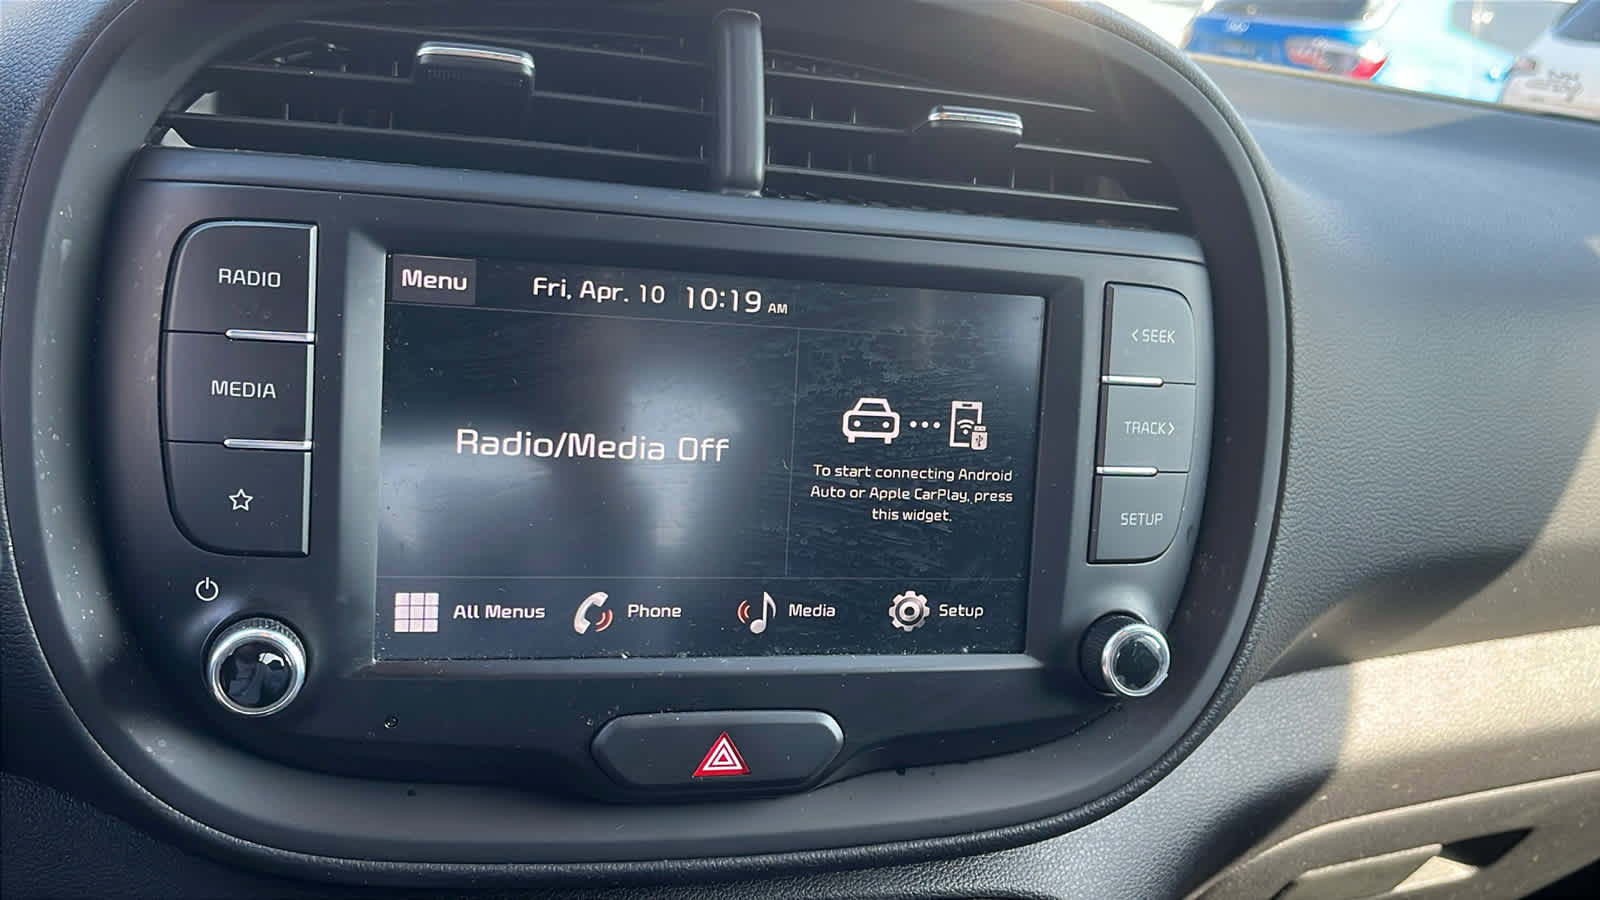 RADIO
MEDIA
Menu
Fri, Apr. 10 10:19 AM
Radio/Media Off
To start connecting Android
Auto or Apple CarPlay, press
this widget.
All Menus
Phone
Media
Setup
< SEEK
TRACK >
SETUP